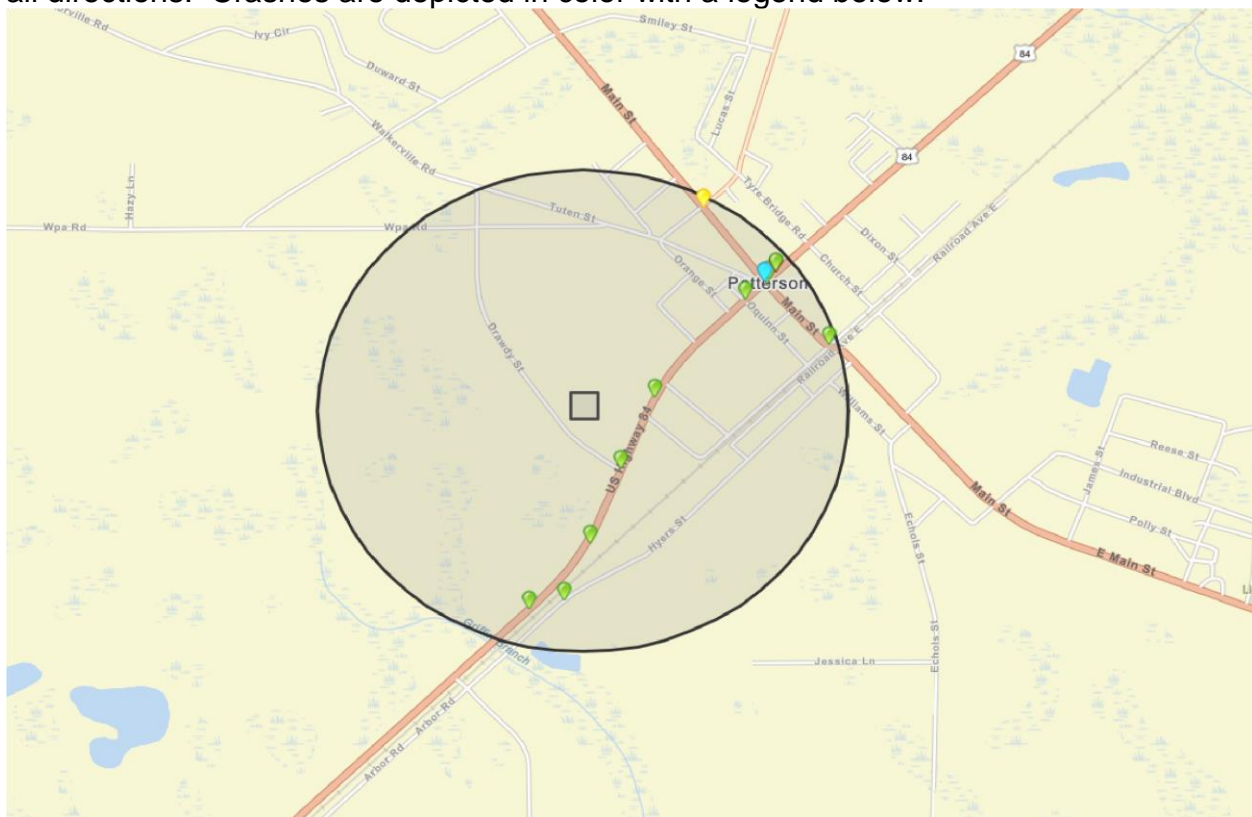 all directions. Crashes are depicted in color with a legend below.
Ivy Cir
Smiley St
84
Duward St
Main St
Lucas St
Walkerville Rd
84
Hazy Ln
Tyre Bridge Rd
Tuten St
Wpa Rd
Wpa Rd
Dixon St
Railroad Ave E
Church St
Orange St
Patterson
Oquinn St
Main St
Drawdy St
Railroad Ave E
Williams St
US Highway 84
James St
Reese St
Industrial Blvd
Main St
Polly St
Hyers St
Echols St
E Main St
Branch
Echols St
Jessica Ln
Arbor Rd
Arbor Rd